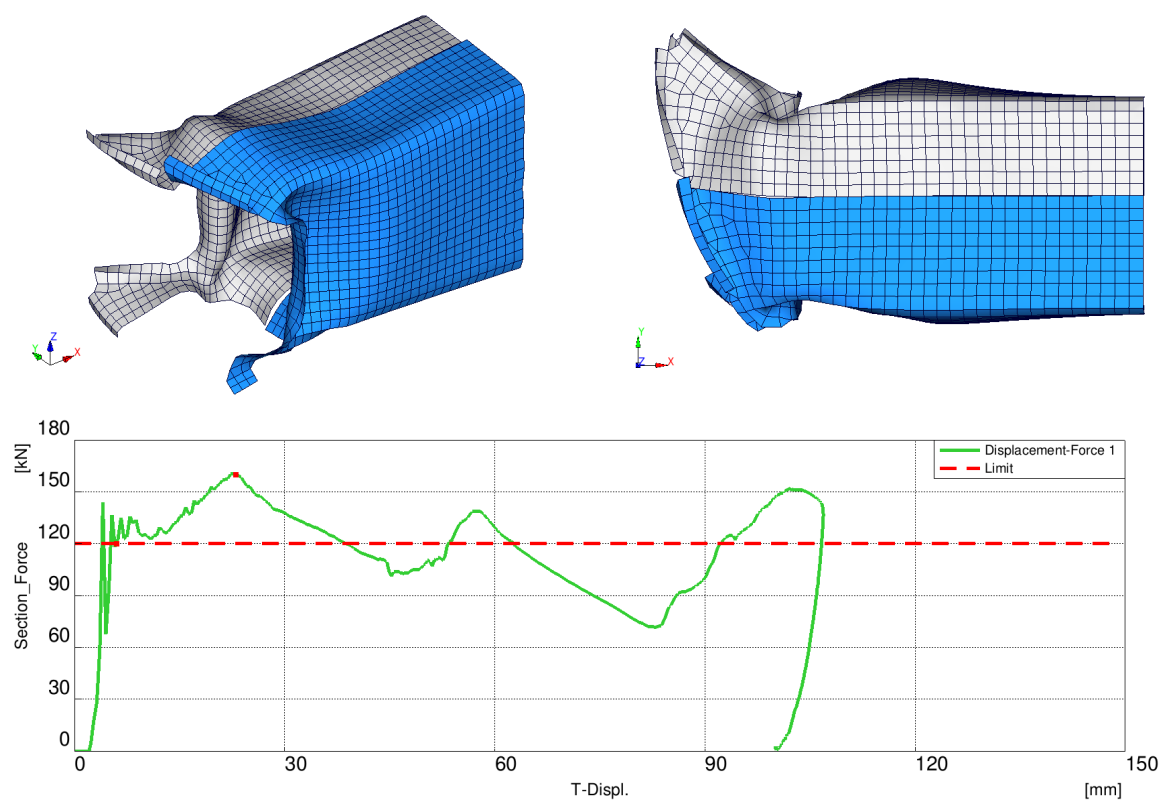 Z
Y
X
Y
Z
X
180
[kN]
150
120
90
60
30
0
Section_Force
Displacement-Force 1
Limit
0
30
60
90
120
150
T-Displ.
[mm]